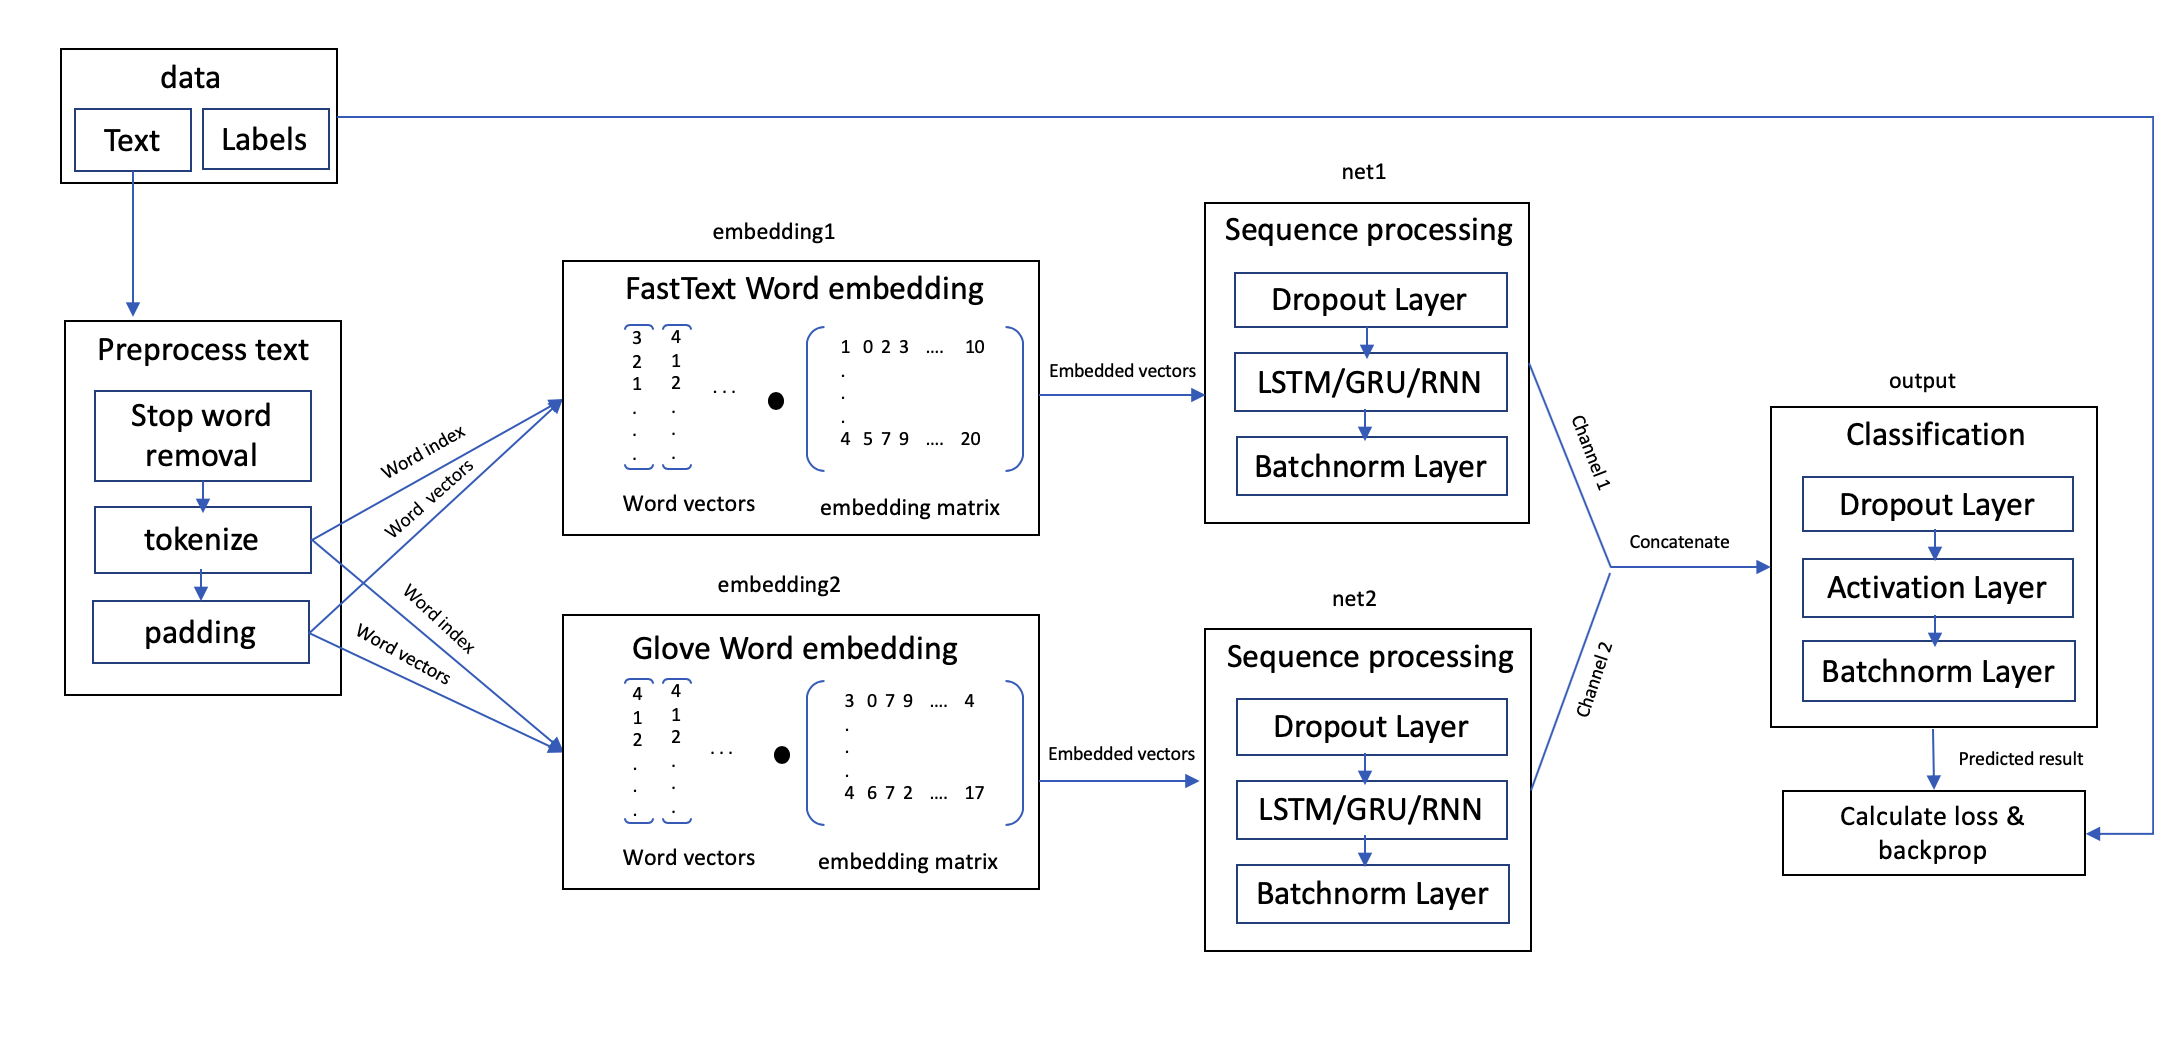 data
Text
Labels
Preprocess text
Stop word
removal
tokenize
padding
Word index
Word vectors
Word index
Word vectors
embedding1
FastText Word embedding
3 4
2 1
1 2
. .
. .
. .
...
1 0 2 3 .... 10
.
.
.
4 5 7 9 .... 20
Word vectors
embedding matrix
embedding2
Glove Word embedding
4 4
1 1
2 2
. .
. .
. .
...
3 0 7 9 .... 4
.
.
.
4 6 7 2 .... 17
Word vectors
embedding matrix
Embedded vectors
Embedded vectors
net1
Sequence processing
Dropout Layer
LSTM/GRU/RNN
Batchnorm Layer
net2
Sequence processing
Dropout Layer
LSTM/GRU/RNN
Batchnorm Layer
Channel 1
Channel 2
Concatenate
output
Classification
Dropout Layer
Activation Layer
Batchnorm Layer
Predicted result
Calculate loss &
backprop